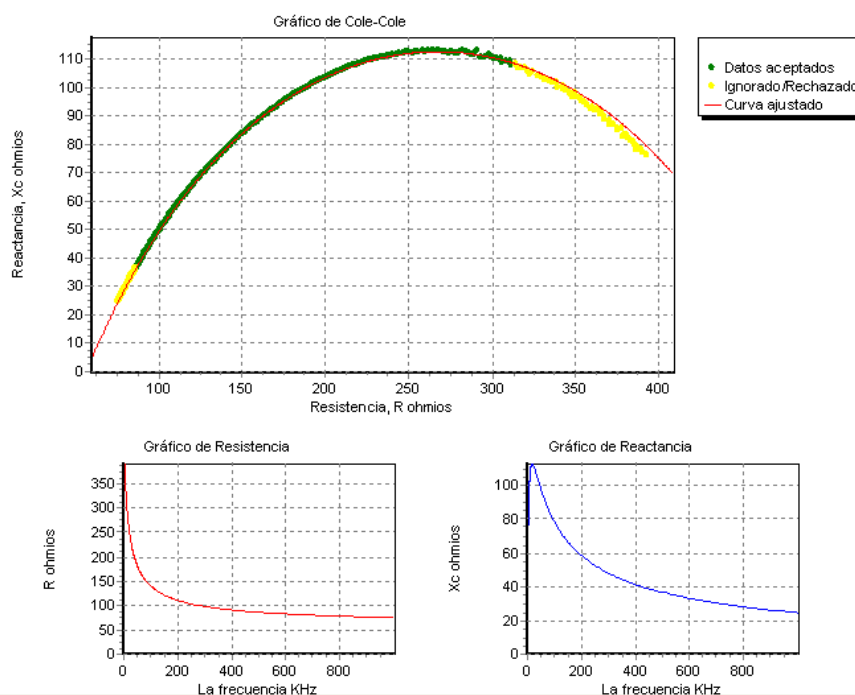 Gráfico de Cole-Cole
110
100
90
80
70
60
50
40
30
20
10
0
Reactancia, Xc ohmios
100 150 200 250 300 350 400
Resistencia, R ohmios
Datos aceptados
Ignorado/Rechazado
Curva ajustado
Gráfico de Resistencia
350
300
250
200
150
100
50
0
R ohmios
0 200 400 600 800
La frecuencia KHz
Gráfico de Reactancia
100
80
60
40
20
0
Xc ohmios
0 200 400 600 800
La frecuencia KHz